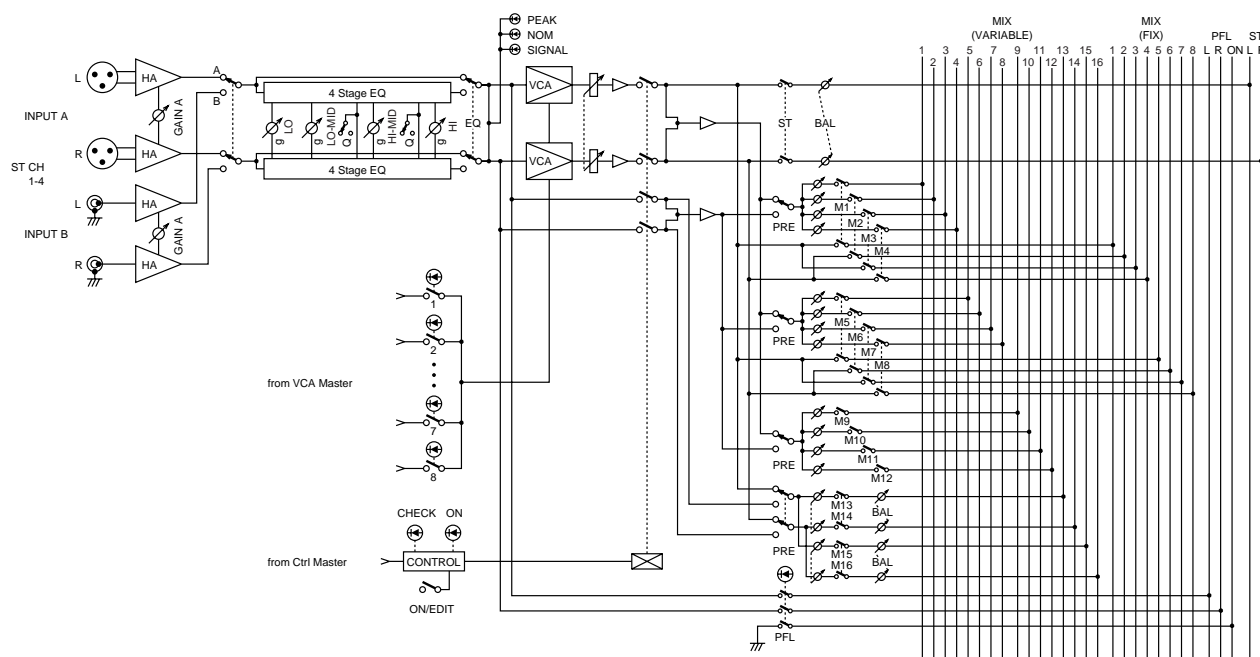 PEAK
NOM
SIGNAL
MIX
(VARIABLE)
MIX
(FIX)
PFL
ST
1 3 5 7 9 11 13 15 1 2 3 4 5 6 7 8 L R ON L
2 4 6 8 10 12 14 16
INPUT A
L
HA
GAIN A
R
HA
A
B
4 Stage EQ
g
LO
g
LO-MID
Q
g
HI-MID
Q
g
HI
4 Stage EQ
EQ
VCA
VCA
ST
BAL
ST CH
1-4
INPUT B
L
HA
GAIN A
R
HA
PRE
M1
M2
M3
M4
from VCA Master
1
2
7
8
PRE
M5
M6
M7
M8
PRE
M9
M10
M11
M12
PRE
M13
M14
BAL
M15
M16
BAL
CHECK ON
from Ctrl Master
CONTROL
ON/EDIT
PFL